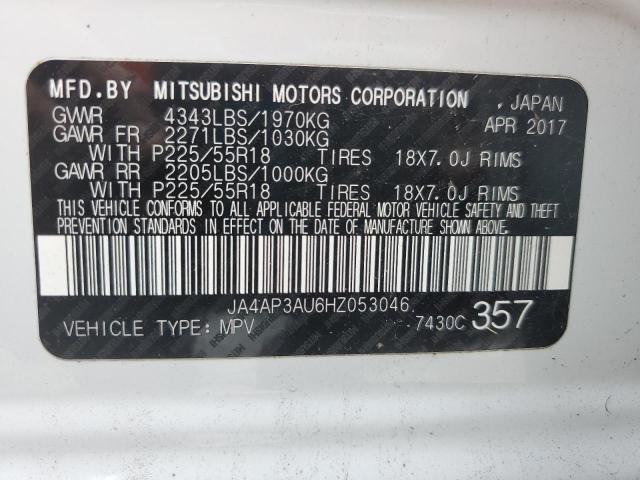 MFD.BY MITSUBISHI MOTORS CORPORATION , JAPAN
GVWR 4343LBS/1970KG APR 2017
GAWR FR 2271LBS/1030KG
WITH P225/55R18 TIRES 18X7.0J RIMS
GAWR RR 2205LBS/1000KG
WITH P225/55R18 TIRES 18X7.0J RIMS
THIS VEHICLE CONFORMS TO ALL APPLICABLE FEDERAL MOTOR VEHICLE SAFETY AND THEFT
PREVENTION STANDARDS IN EFFECT ON THE DATE OF MANUFACTURE SHOWN ABOVE.
JA4AP3AU6HZ053046
VEHICLE TYPE: MPV 7430C 357